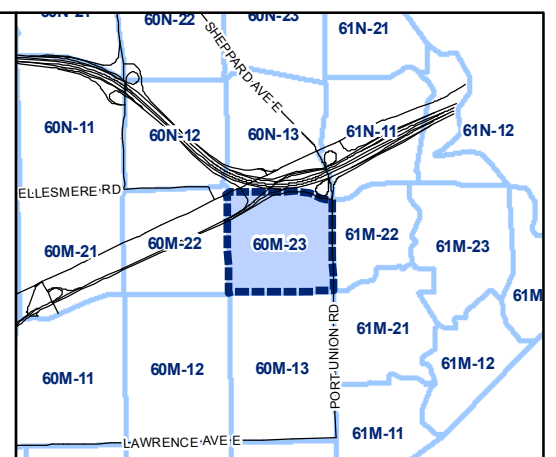 60N-22
60N-23
61N-21
SHEPPARD AVE E
60N-11
60N-12
60N-13
61N-11
61N-12
ELLESMERE RD
60M-21
60M-22
60M-23
61M-22
61M-23
61M
PORT UNION RD
61M-21
60M-11
60M-12
60M-13
61M-12
61M-11
LAWRENCE AVE E